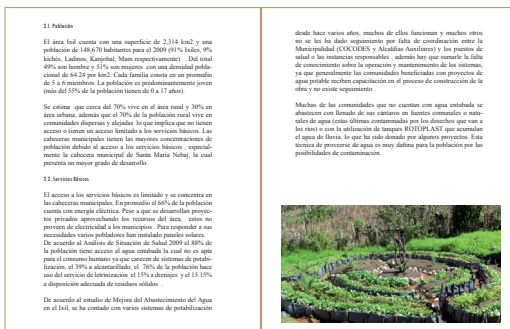 2.1. Población
El área Ixil cuenta con una superficie de 2,314 km2 y una
población de 148,670 habitantes para el 2009 (91% Ixiles, 9%
kichés, Ladinos, Kanjobal, Mam respectivamente) . Del total
49% son hombre y 51% son mujeres con una densidad pobla-
cional de 64.24 por km2. Cada familia consta en un promedio
de 5 a 6 miembros. La población es predominantemente joven
(más del 55% de la población tienen de 0 a 17 años).
Se estima que cerca del 70% vive en el área rural y 30% en
área urbana, además que el 70% de la población rural vive en
comunidades dispersas y alejadas lo que implica que no tienen
acceso o tienen un acceso limitado a los servicios básicos. Las
cabeceras municipales tienen las mayores concentraciones de
población debido al acceso a los servicios básicos , especial-
mente la cabecera municipal de Santa María Nebaj, la cual
presenta un mayor grado de desarrollo.
2.2. Servicios Básicos
El acceso a los servicios básicos es limitado y se concentra en
las cabeceras municipales. En promedio el 66% de la población
cuenta con energía eléctrica. Pese a que se desarrollan proyec-
tos privados aprovechando los recursos del área, estos no
proveen de electricidad a los municipios . Para responder a sus
necesidades varios pobladores han instalado paneles solares.
De acuerdo al Análisis de Situación de Salud 2009 el 88% de
la población tiene acceso al agua entubada la cual no es apta
para el consumo humano ya que carecen de sistemas de potabi-
lización, el 39% a alcantarillado, el 76% de la población hace
uso del servicio de letrinización el 15% a drenajes y el 15.15%
a disposición adecuada de residuos sólidos .
De acuerdo al estudio de Mejora del Abastecimiento del Agua
en el Ixil, se ha contado con varios sistemas de potabilización
desde hace varios años, muchos de ellos funcionan y muchos otros
no se les ha dado seguimiento por falta de coordinación entre la
Municipalidad (COCODES y Alcaldías Auxiliares) y los puestos de
salud o las instancias responsables , además hay que sumarle la falta
de conocimiento sobre la operación y mantenimiento de los sistemas,
ya que generalmente las comunidades beneficiadas con proyectos de
agua potable reciben capacitación en el proceso de construcción de la
obra y no existe seguimiento .
Muchas de las comunidades que no cuentan con agua entubada se
abastecen con llenado de sus cántaros en fuentes comunales o natu-
rales de agua (estas últimas contaminadas por los desechos que van a
los ríos) o con la utilización de tanques ROTOPLAST que acumulan
el agua de lluvia, lo que ha sido donado por algunos proyectos. Esta
técnica de proveerse de agua es muy dañina para la población por las
posibilidades de contaminación.